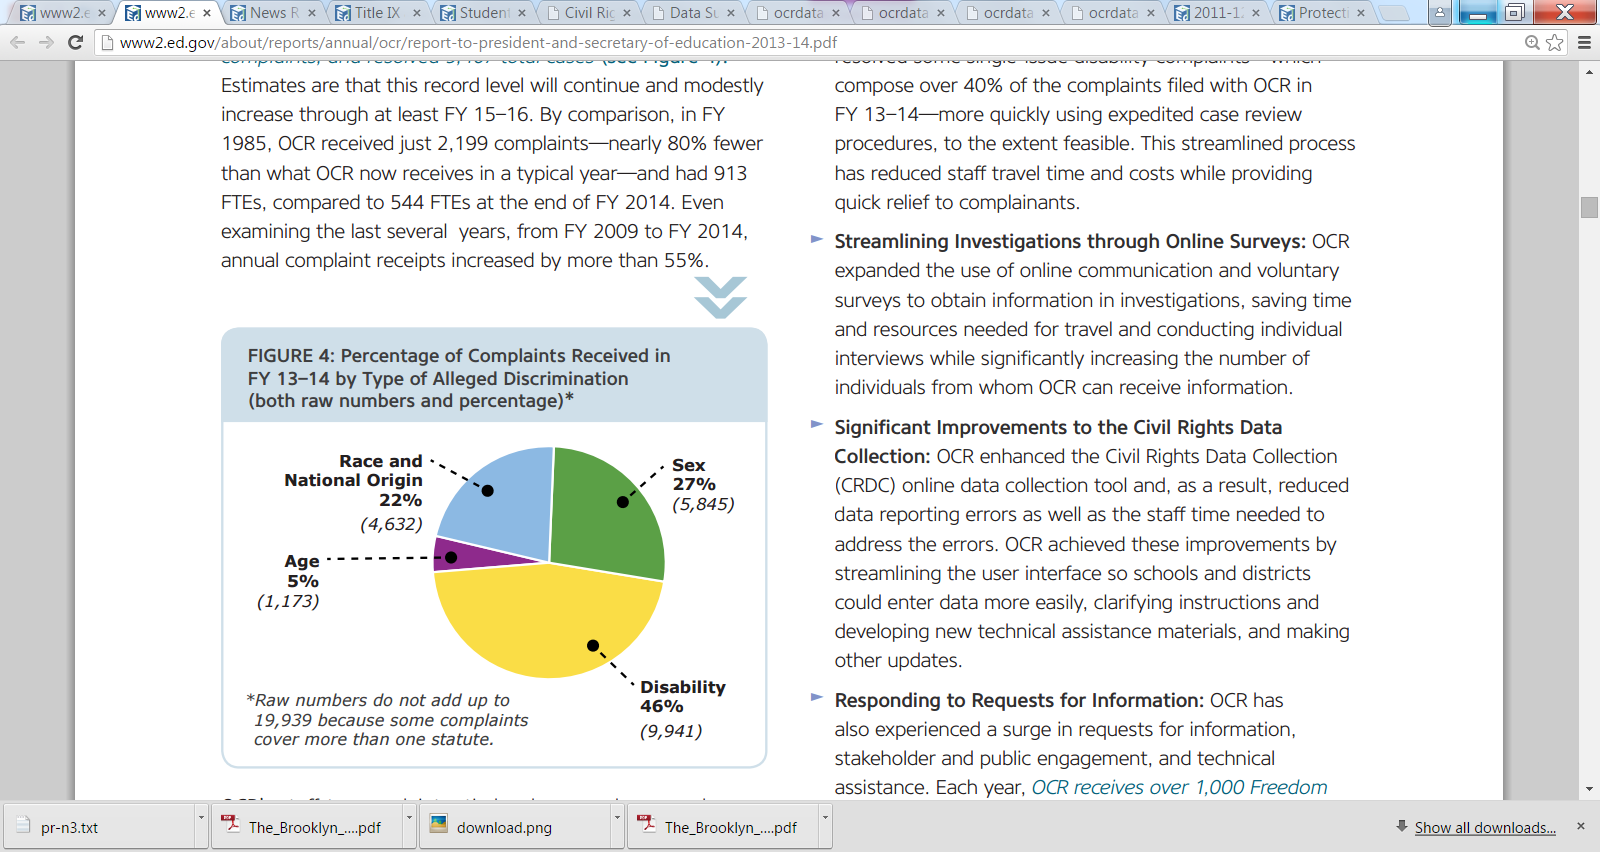 www2.e
www2.e
News R
Title IX
Student
Civil Rig
Data Su
ocrdata
ocrdata
ocrdata
ocrdata
2011-12
Protecti
www2.ed.gov/about/reports/annual/ocr/report-to-president-and-secretary-of-education-2013-14.pdf
Estimates are that this record level will continue and modestly
increase through at least FY 15–16. By comparison, in FY
1985, OCR received just 2,199 complaints—nearly 80% fewer
than what OCR now receives in a typical year—and had 913
FTEs, compared to 544 FTEs at the end of FY 2014. Even
examining the last several years, from FY 2009 to FY 2014,
annual complaint receipts increased by more than 55%.
FIGURE 4: Percentage of Complaints Received in
FY 13–14 by Type of Alleged Discrimination
(both raw numbers and percentage)*
Race and
National Origin
22%
(4,632)
Sex
27%
(5,845)
Age
5%
(1,173)
Disability
46%
(9,941)
*Raw numbers do not add up to
19,939 because some complaints
cover more than one statute.
resolved some single-issue disability complaints—which
compose over 40% of the complaints filed with OCR in
FY 13–14—more quickly using expedited case review
procedures, to the extent feasible. This streamlined process
has reduced staff travel time and costs while providing
quick relief to complainants.
► Streamlining Investigations through Online Surveys: OCR
expanded the use of online communication and voluntary
surveys to obtain information in investigations, saving time
and resources needed for travel and conducting individual
interviews while significantly increasing the number of
individuals from whom OCR can receive information.
► Significant Improvements to the Civil Rights Data
Collection: OCR enhanced the Civil Rights Data Collection
(CRDC) online data collection tool and, as a result, reduced
data reporting errors as well as the staff time needed to
address the errors. OCR achieved these improvements by
streamlining the user interface so schools and districts
could enter data more easily, clarifying instructions and
developing new technical assistance materials, and making
other updates.
► Responding to Requests for Information: OCR has
also experienced a surge in requests for information,
stakeholder and public engagement, and technical
assistance. Each year, OCR receives over 1,000 Freedom
pr-n3.txt
The_Brooklyn_....pdf
download.png
The_Brooklyn_....pdf
Show all downloads...